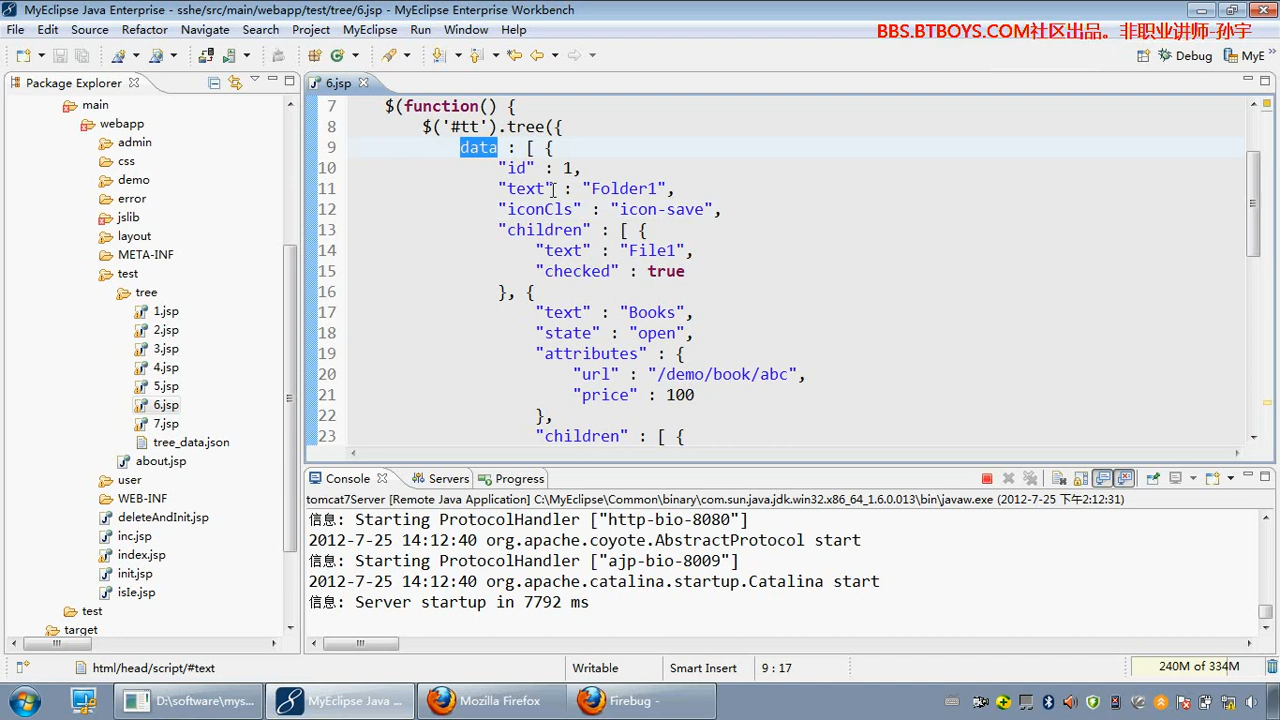 MyEclipse Java Enterprise - sshe/src/main/webapp/test/tree/6.jsp - MyEclipse Enterprise Workbench
File Edit Source Refactor Navigate Search Project MyEclipse Run Window Help
BBS.BTBOYS.COM社区出品。非职业讲师-孙宇
Debug MyE
Package Explorer
6.jsp
main
webapp
admin
css
demo
error
jslib
layout
META-INF
test
tree
1.jsp
2.jsp
3.jsp
4.jsp
5.jsp
6.jsp
7.jsp
tree_data.json
about.jsp
user
WEB-INF
deleteAndInit.jsp
inc.jsp
index.jsp
init.jsp
isIe.jsp
test
target
7 $(function() {
8 $('#tt').tree({
9 data : [ {
10 "id" : 1,
11 "text" : "Folder1",
12 "iconCls" : "icon-save",
13 "children" : [ {
14 "text" : "File1",
15 "checked" : true
16 }, {
17 "text" : "Books",
18 "state" : "open",
19 "attributes" : {
20 "url" : "/demo/book/abc",
21 "price" : 100
22 },
23 "children" : [ {
Console Servers Progress
tomcat7Server [Remote Java Application] C:\MyEclipse\Common\binary\com.sun.java.jdk.win32.x86_64_1.6.0.013\bin\javaw.exe (2012-7-25 下午2:12:31)
信息: Starting ProtocolHandler ["http-bio-8080"]
2012-7-25 14:12:40 org.apache.coyote.AbstractProtocol start
信息: Starting ProtocolHandler ["ajp-bio-8009"]
2012-7-25 14:12:40 org.apache.catalina.startup.Catalina start
信息: Server startup in 7792 ms
html/head/script/#text Writable Smart Insert 9 : 17 240M of 334M
D:\software\mys... MyEclipse Java ... Mozilla Firefox Firebug -